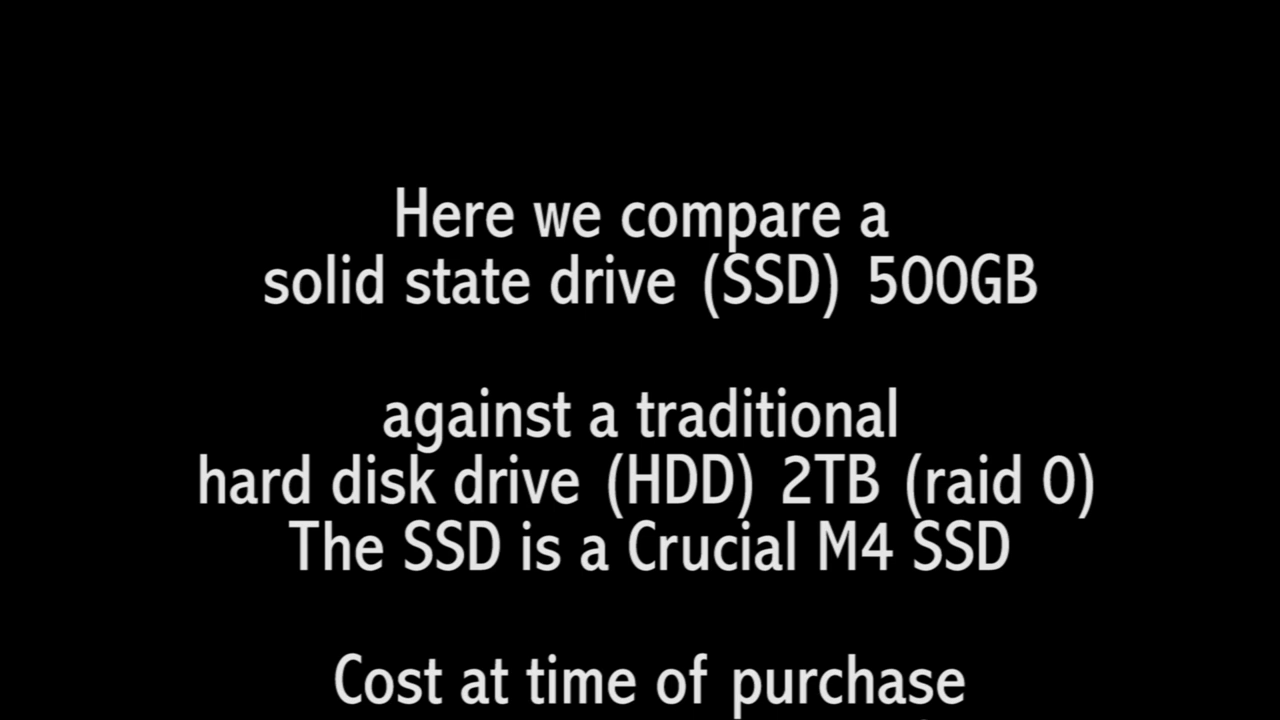 Here we compare a
solid state drive (SSD) 500GB
against a traditional
hard disk drive (HDD) 2TB (raid 0)
The SSD is a Crucial M4 SSD
Cost at time of purchase